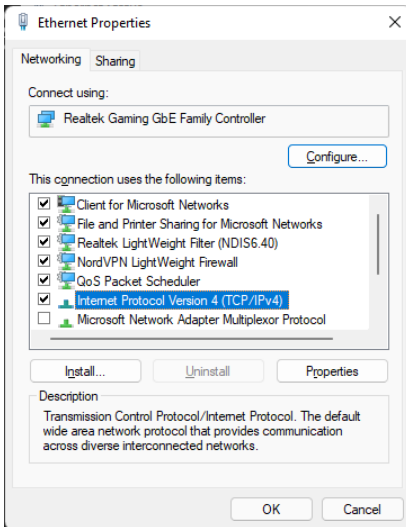 Ethernet Properties
Networking
Sharing
Connect using:
Realtek Gaming GbE Family Controller
Configure...
This connection uses the following items:
Client for Microsoft Networks
File and Printer Sharing for Microsoft Networks
Realtek LightWeight Filter (NDIS6.40)
NordVPN LightWeight Firewall
QoS Packet Scheduler
Internet Protocol Version 4 (TCP/IPv4)
Microsoft Network Adapter Multiplexor Protocol
Install...
Uninstall
Properties
Description
Transmission Control Protocol/Internet Protocol. The default
wide area network protocol that provides communication
across diverse interconnected networks.
OK
Cancel